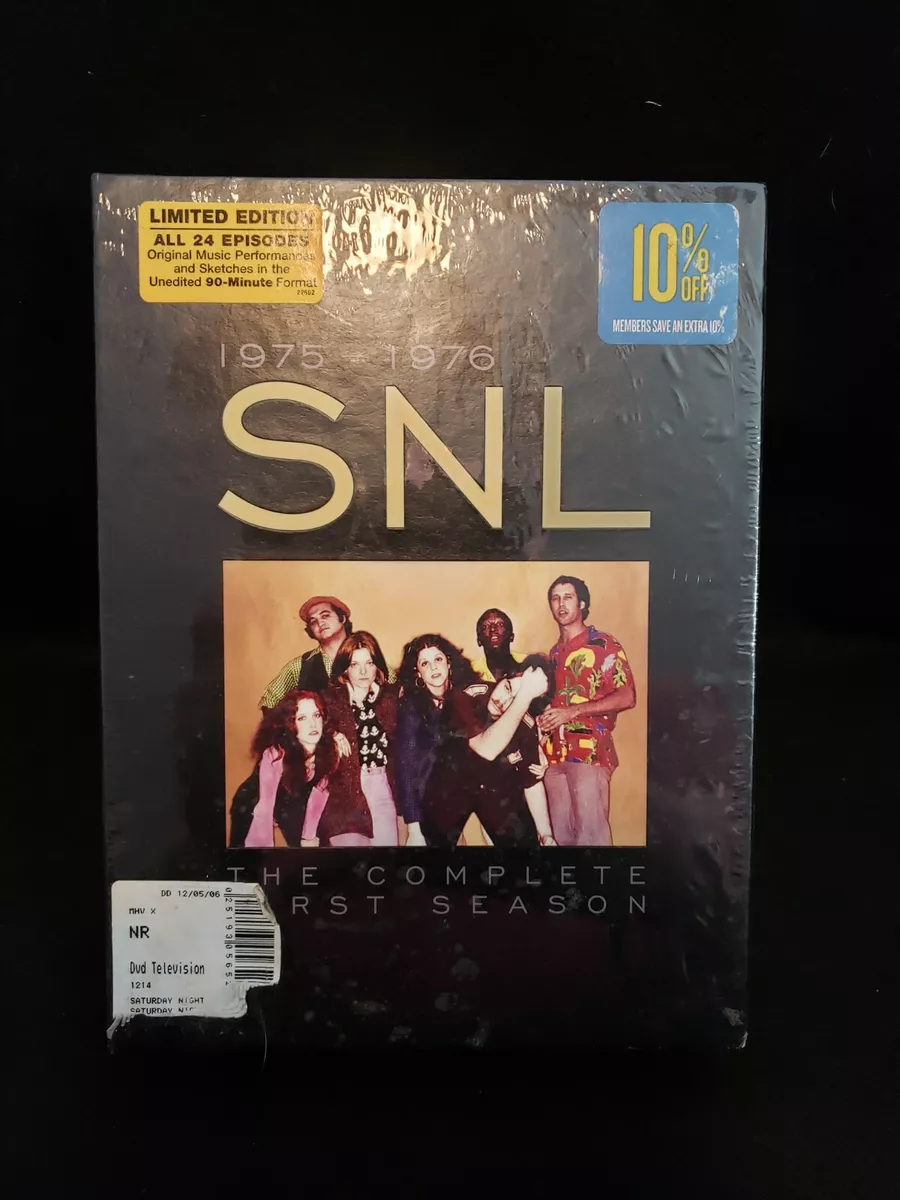 LIMITED EDITION
ALL 24 EPISODES
Original Music Performances
and Sketches in the
Unedited 90-Minute Format
10% OFF
MEMBERS SAVE AN EXTRA 10%
1975 1976
SNL
THE COMPLETE
RST SEASON
DD 12/05/06
MHV X
NR
Dvd Television
1214
SATURDAY NIGHT